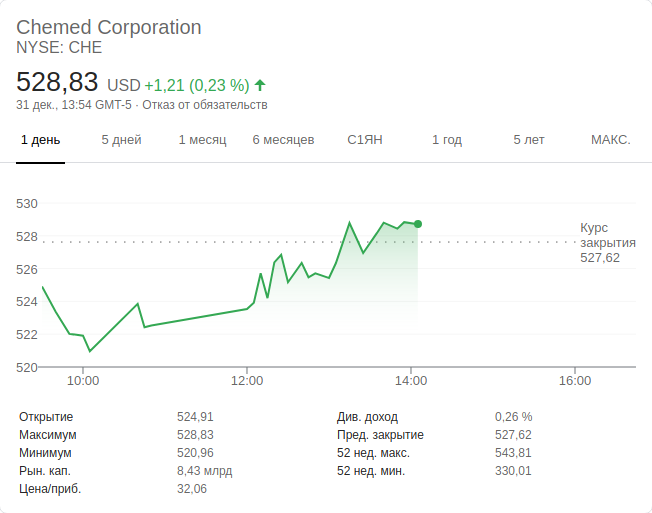 Chemed Corporation
NYSE: CHE
528,83 USD +1,21 (0,23 %)
31 дек., 13:54 GMT-5 · Отказ от обязательств
1 день 5 дней 1 месяц 6 месяцев С1ЯН 1 год 5 лет МАКС.
530
528
526
524
522
520
Курс
закрытия
527,62
10:00 12:00 14:00 16:00
Открытие 524,91 Див. доход 0,26 %
Максимум 528,83 Пред. закрытие 527,62
Минимум 520,96 52 нед. макс. 543,81
Рын. кап. 8,43 млрд 52 нед. мин. 330,01
Цена/приб. 32,06